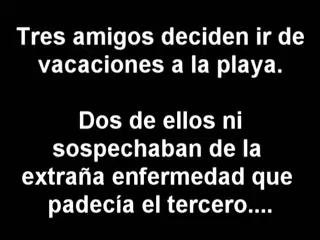 Tres amigos deciden ir de
vacaciones a la playa.
Dos de ellos ni
sospechaban de la
extraña enfermedad que
padecía el tercero....